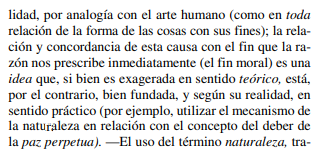 lidad, por analogía con el arte humano (como en toda
relación de la forma de las cosas con sus fines); la rela-
ción y concordancia de esta causa con el fin que la ra-
zón nos prescribe inmediatamente (el fin moral) es una
idea que, si bien es exagerada en sentido teórico, está,
por el contrario, bien fundada, y según su realidad, en
sentido práctico (por ejemplo, utilizar el mecanismo de
la naturaleza en relación con el concepto del deber de
la paz perpetua). —El uso del término naturaleza, tra-